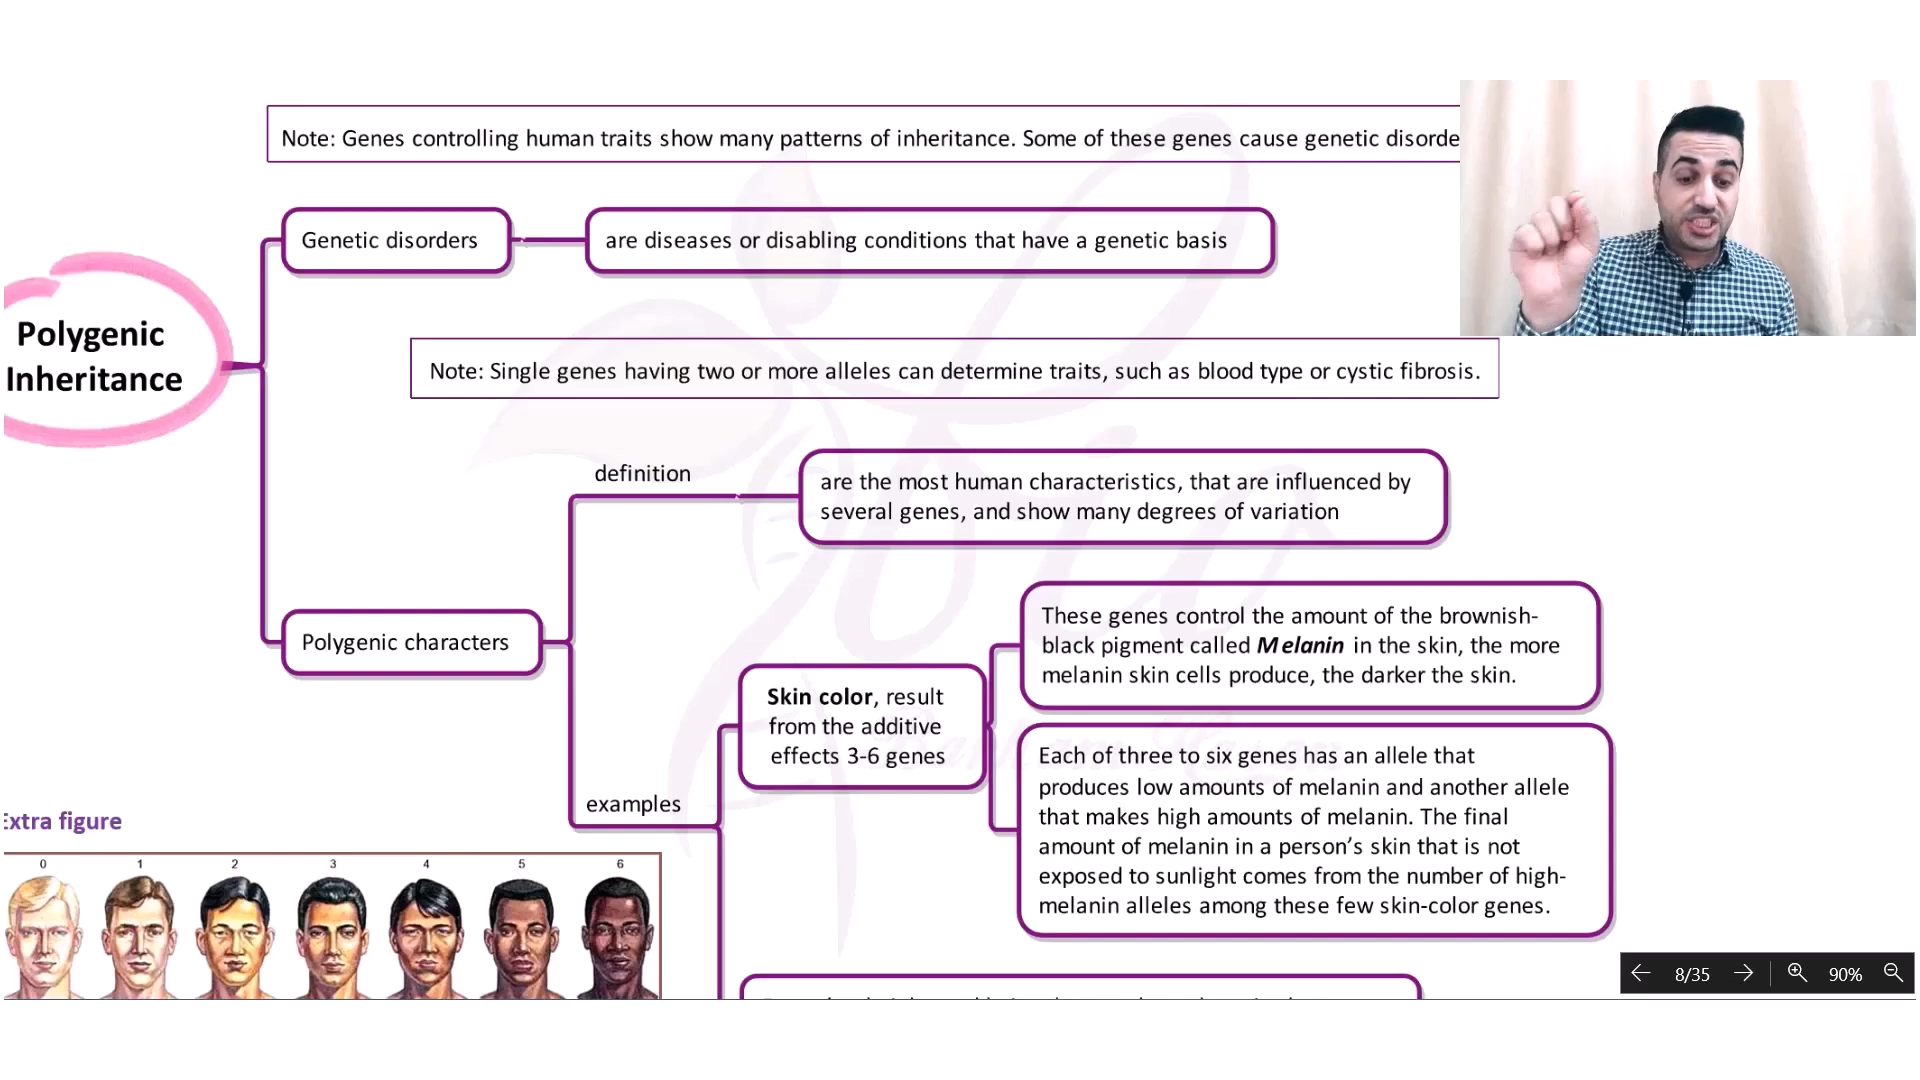 Note: Genes controlling human traits show many patterns of inheritance. Some of these genes cause genetic disorde
Genetic disorders
are diseases or disabling conditions that have a genetic basis
Polygenic
Inheritance
Note: Single genes having two or more alleles can determine traits, such as blood type or cystic fibrosis.
definition
are the most human characteristics, that are influenced by
several genes, and show many degrees of variation
Polygenic characters
These genes control the amount of the brownish-
black pigment called Melanin in the skin, the more
melanin skin cells produce, the darker the skin.
Skin color, result
from the additive
effects 3-6 genes
Each of three to six genes has an allele that
produces low amounts of melanin and another allele
that makes high amounts of melanin. The final
amount of melanin in a person's skin that is not
exposed to sunlight comes from the number of high-
melanin alleles among these few skin-color genes.
examples
Extra figure
0 1 2 3 4 5 6
8/35 90%